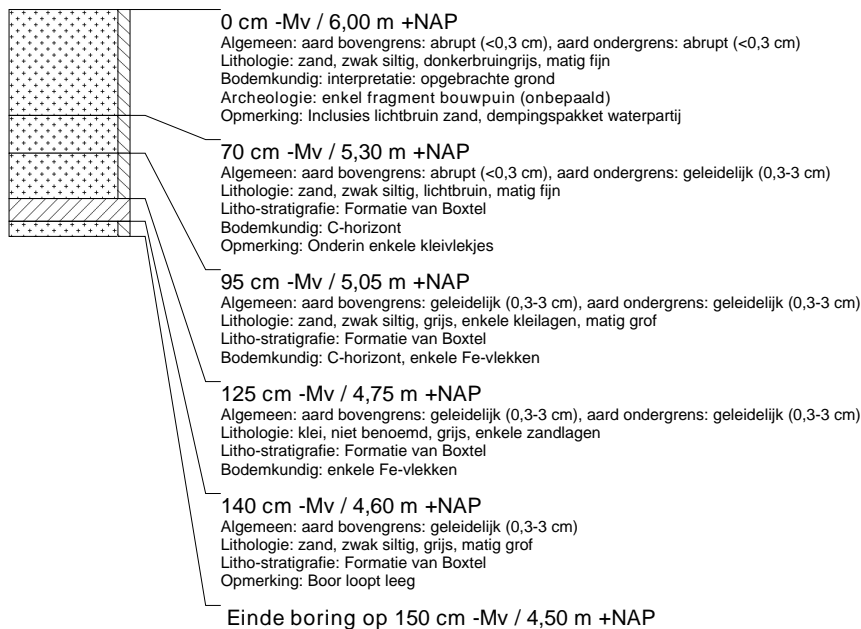 0 cm -Mv / 6,00 m +NAP
Algemeen: aard bovengrens: abrupt (<0,3 cm), aard ondergrens: abrupt (<0,3 cm)
Lithologie: zand, zwak siltig, donkerbruingrijs, matig fijn
Bodemkundig: interpretatie: opgebrachte grond
Archeologie: enkel fragment bouwpuin (onbepaald)
Opmerking: Inclusies lichtbruin zand, dempingspakket waterpartij
70 cm -Mv / 5,30 m +NAP
Algemeen: aard bovengrens: abrupt (<0,3 cm), aard ondergrens: geleidelijk (0,3-3 cm)
Lithologie: zand, zwak siltig, lichtbruin, matig fijn
Litho-stratigrafie: Formatie van Boxtel
Bodemkundig: C-horizont
Opmerking: Onderin enkele kleivlekjes
95 cm -Mv / 5,05 m +NAP
Algemeen: aard bovengrens: geleidelijk (0,3-3 cm), aard ondergrens: geleidelijk (0,3-3 cm)
Lithologie: zand, zwak siltig, grijs, enkele kleilagen, matig grof
Litho-stratigrafie: Formatie van Boxtel
Bodemkundig: C-horizont, enkele Fe-vlekken
125 cm -Mv / 4,75 m +NAP
Algemeen: aard bovengrens: geleidelijk (0,3-3 cm), aard ondergrens: geleidelijk (0,3-3 cm)
Lithologie: klei, niet benoemd, grijs, enkele zandlagen
Litho-stratigrafie: Formatie van Boxtel
Bodemkundig: enkele Fe-vlekken
140 cm -Mv / 4,60 m +NAP
Algemeen: aard bovengrens: geleidelijk (0,3-3 cm)
Lithologie: zand, zwak siltig, grijs, matig grof
Litho-stratigrafie: Formatie van Boxtel
Opmerking: Boor loopt leeg
Einde boring op 150 cm -Mv / 4,50 m +NAP